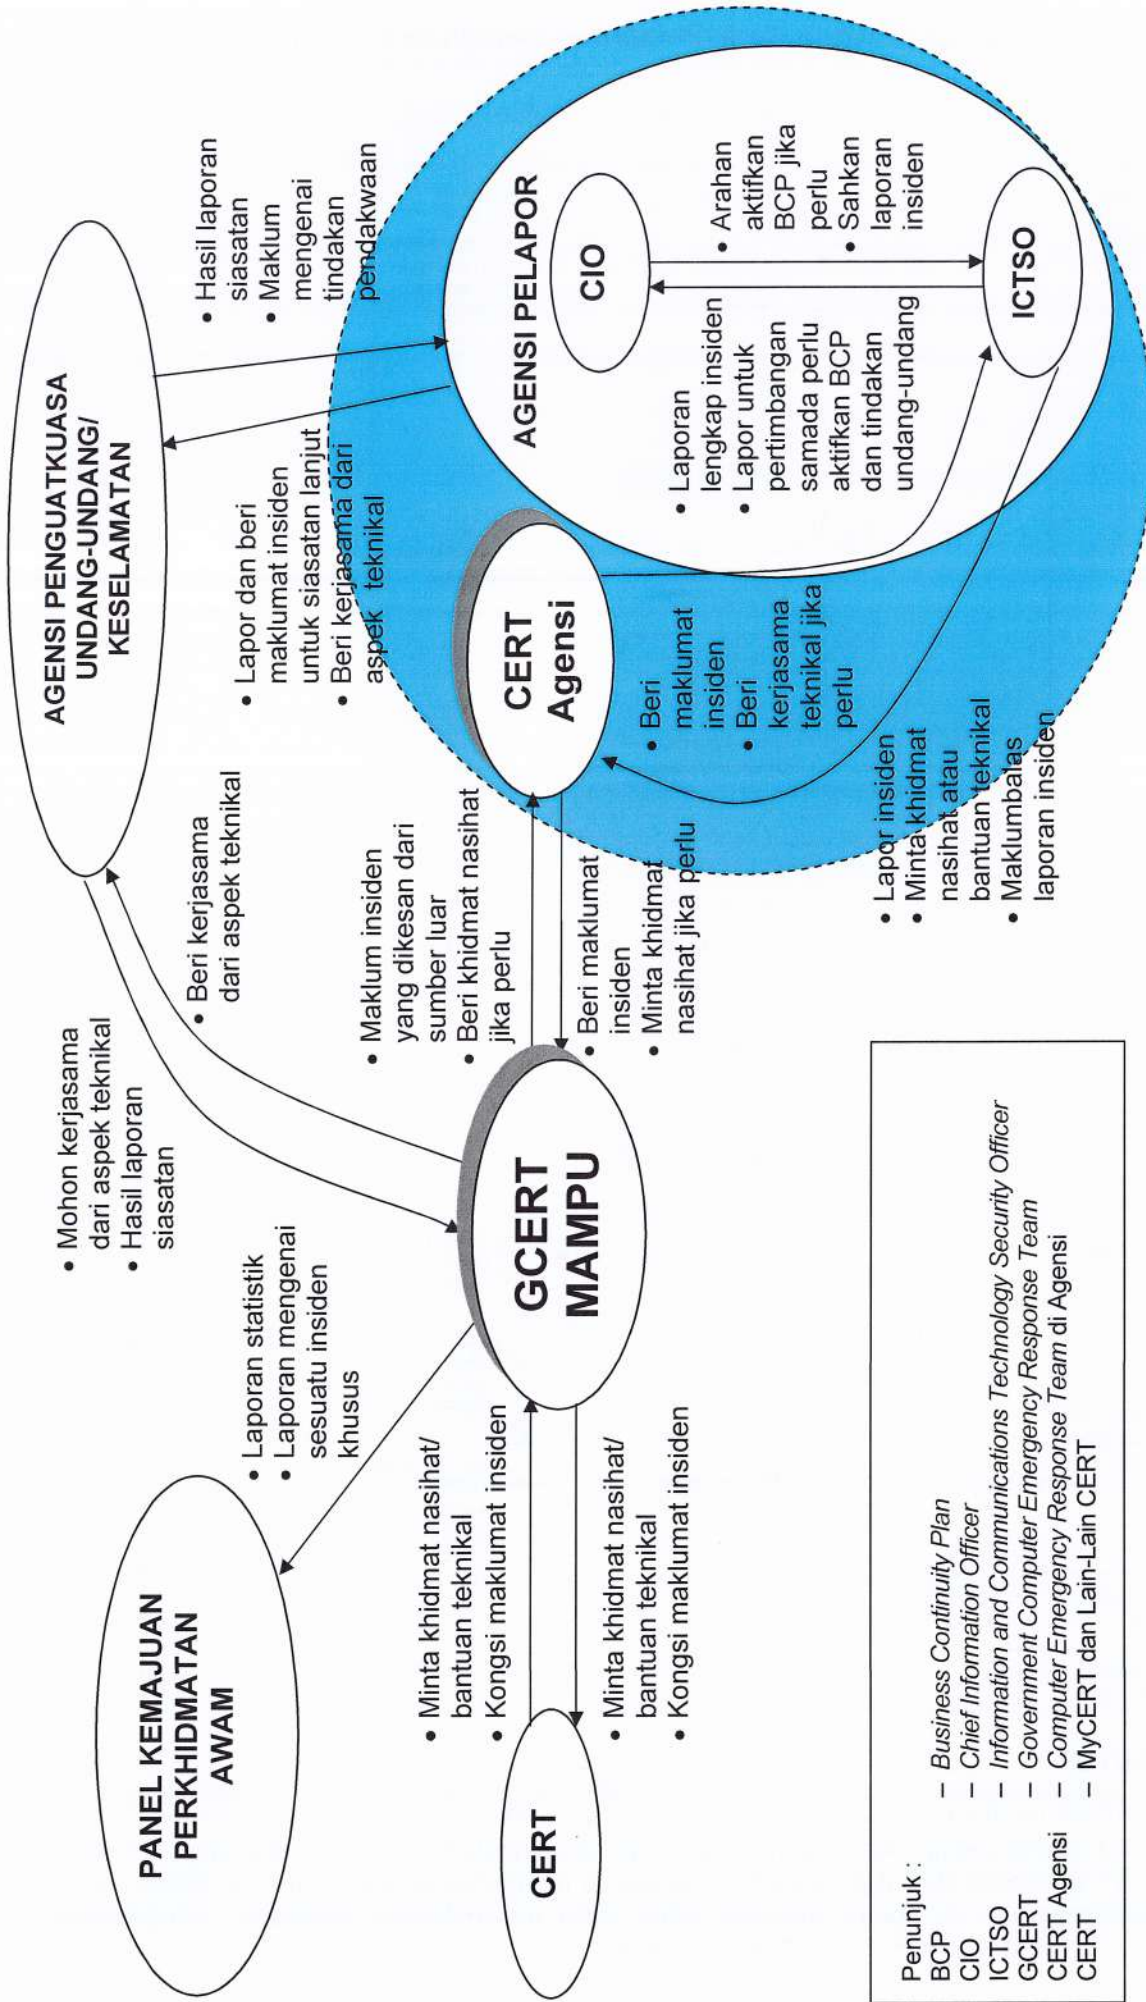 PANEL KEMAJUAN
PERKHIDMATAN
AWAM
• Laporan statistik
• Laporan mengenai
sesuatu insiden
khusus
• Mohon kerjasama
dari aspek teknikal
• Hasil laporan
siasatan
• Beri kerjasama
dari aspek teknikal
AGENSI PENGUATKUASA
UNDANG-UNDANG/
KESELAMATAN
• Hasil laporan
siasatan
• Maklum
mengenai
tindakan
pendakwaan
• Lapor dan beri
maklumat insiden
untuk siasatan lanjut
• Beri kerjasama dari
aspek teknikal
CERT
• Minta khidmat nasihat/
bantuan teknikal
• Kongsi maklumat insiden
• Minta khidmat nasihat/
bantuan teknikal
• Kongsi maklumat insiden
GCERT
MAMPU
• Maklum insiden
yang dikesan dari
sumber luar
• Beri khidmat nasihat
jika perlu
• Beri maklumat
insiden
• Minta khidmat
nasihat jika perlu
CERT
Agensi
• Beri
maklumat
insiden
• Beri
kerjasama
teknikal jika
perlu
AGENSI PELAPOR
CIO
• Laporan
lengkap insiden
• Lapor untuk
pertimbangan
samada perlu
aktifkan BCP
dan tindakan
undang-undang
• Arahan
aktifkan
BCP jika
perlu
• Sahkan
laporan
insiden
ICTSO
• Lapor insiden
• Minta khidmat
nasihat atau
bantuan teknikal
• Maklumbalas
laporan insiden
Penunjuk :
BCP – Business Continuity Plan
CIO – Chief Information Officer
ICTSO – Information and Communications Technology Security Officer
GCERT – Government Computer Emergency Response Team
CERT Agensi – Computer Emergency Response Team di Agensi
CERT – MyCERT dan Lain-Lain CERT